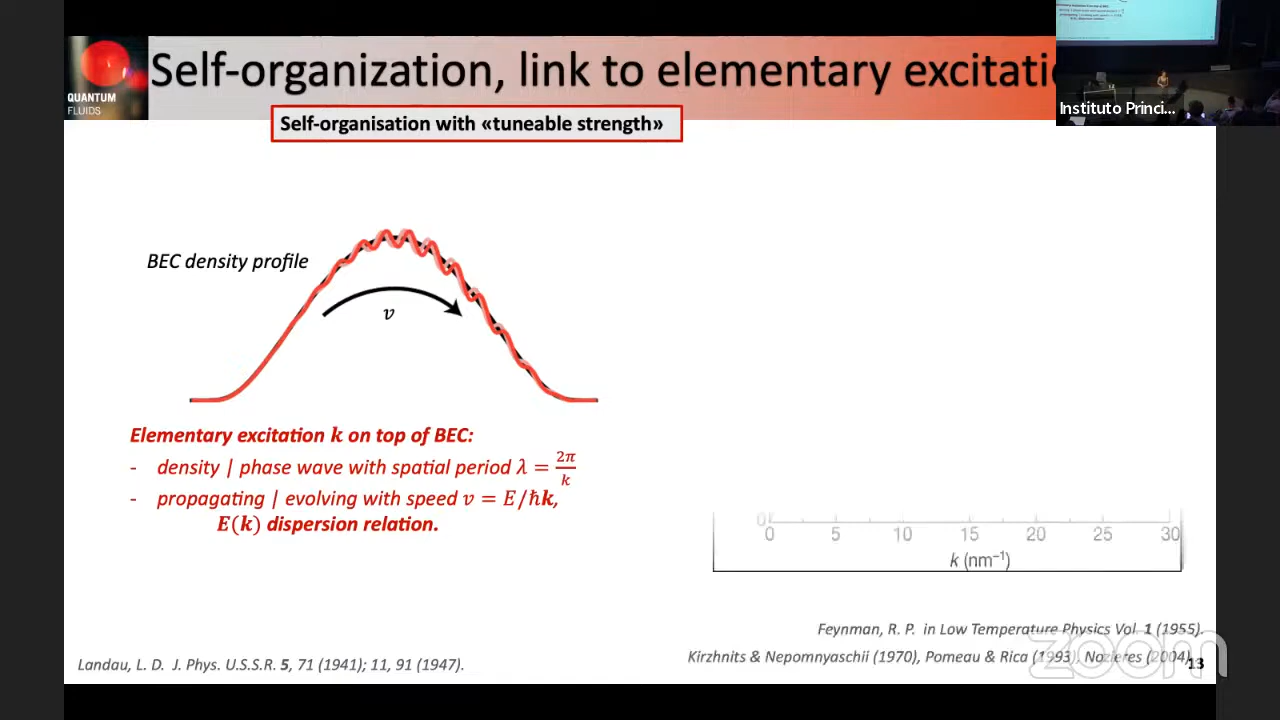 Self-organization, link to elementary
QUANTUM
FLUIDS
Instituto Princi...
Self-organisation with «tuneable strength»
BEC density profile
v
Elementary excitation k on top of BEC:
- density | phase wave with spatial period λ = 2π/k
- propagating | evolving with speed v = E/ħk,
E(k) dispersion relation.
0
0 5 10 15 20 25 30
k (nm⁻¹)
Feynman, R. P. in Low Temperature Physics Vol. 1 (1955).
Kirzhnits & Nepomnyaschii (1970), Pomeau & Rica (1993), Nozieres (2004).
Landau, L. D. J. Phys. U.S.S.R. 5, 71 (1941); 11, 91 (1947).
13
zoom